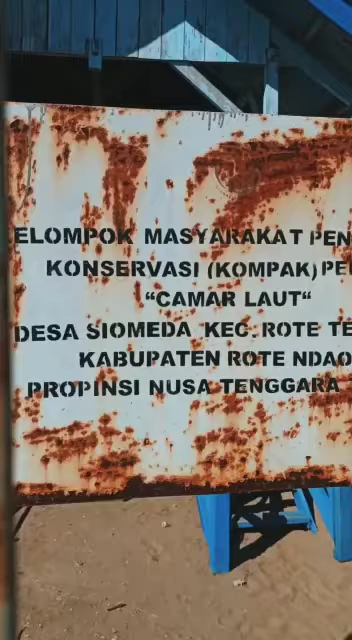 ELOMPOK MASYARAKAT PEN
KONSERVASI (KOMPAK) PE
"CAMAR LAUT"
DESA SIOMEDA KEC. ROTE TE
KABUPATEN ROTE NDAO
PROPINSI NUSA TENGGARA